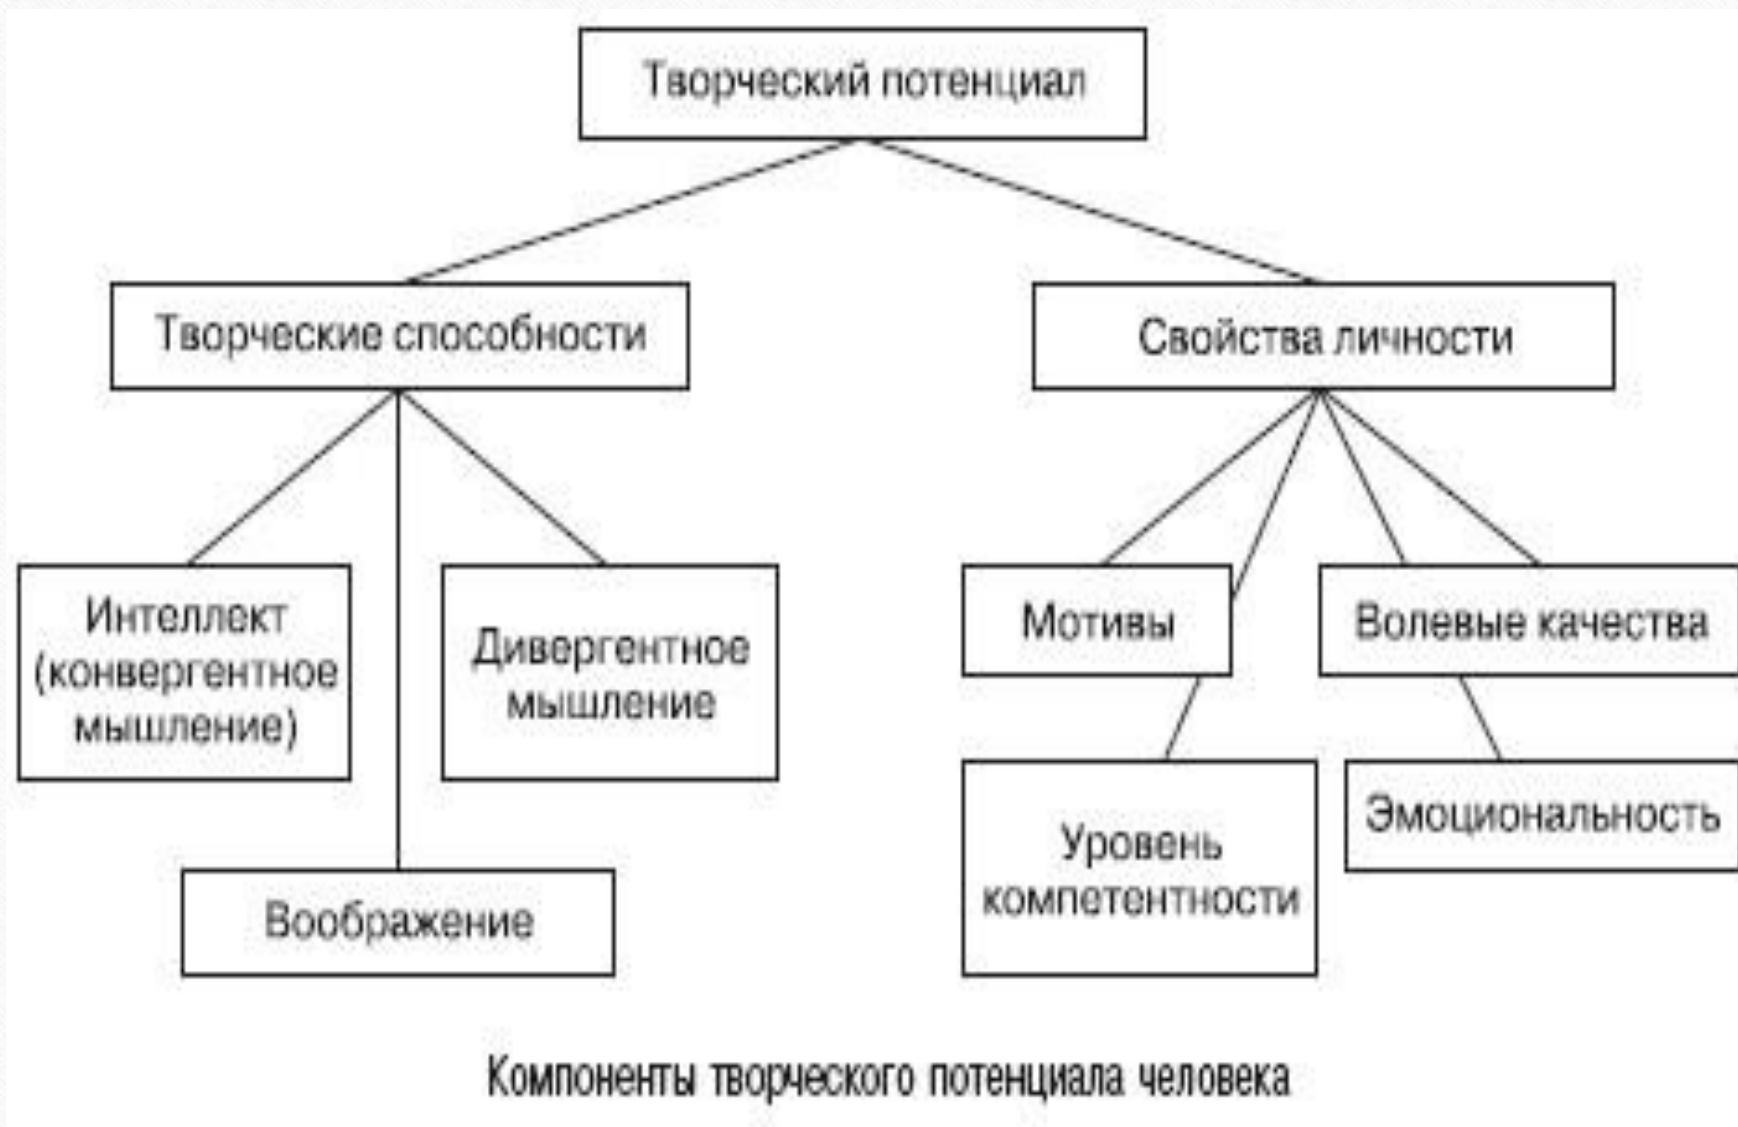 Творческий потенциал
Творческие способности
Свойства личности
Интеллект
(конвергентное
мышление)
Дивергентное
мышление
Воображение
Мотивы
Волевые качества
Уровень
компетентности
Эмоциональность
Компоненты творческого потенциала человека